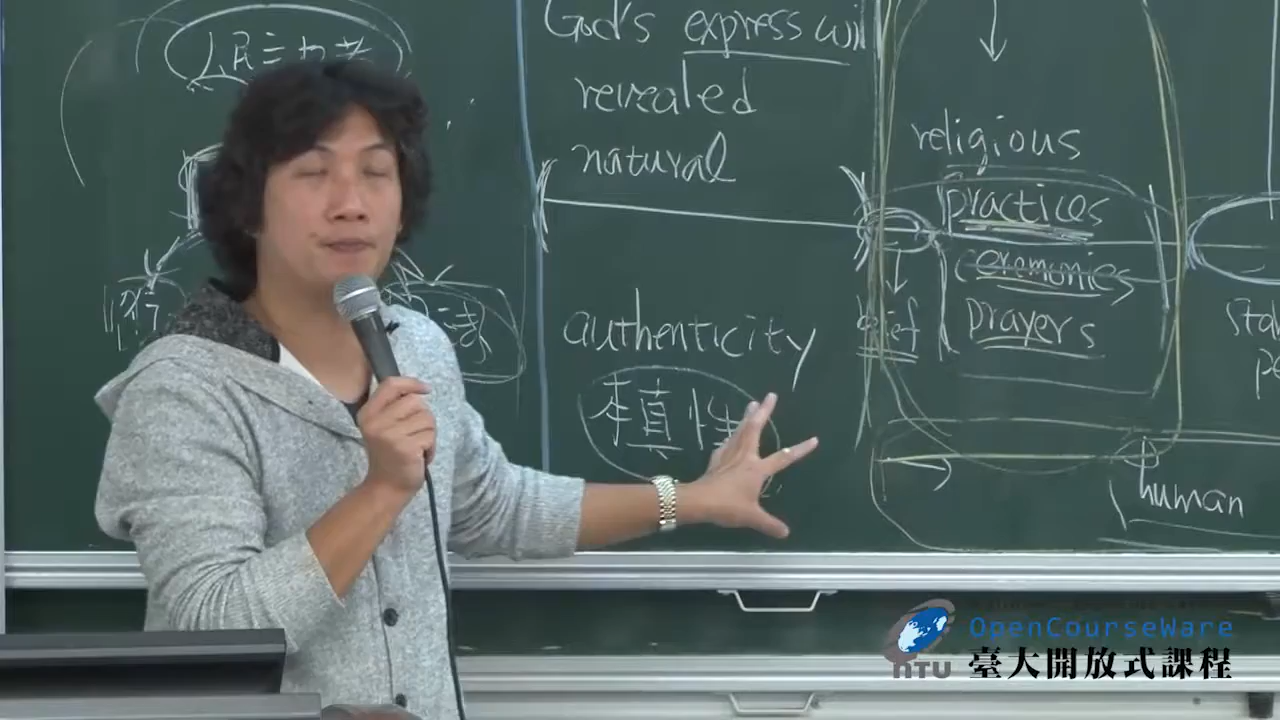 God's express will
revealed
natural
authenticity
本真性
religious
practices
ceremonies
prayers
belief
human
OpenCourseWare
NTU
臺大開放式課程